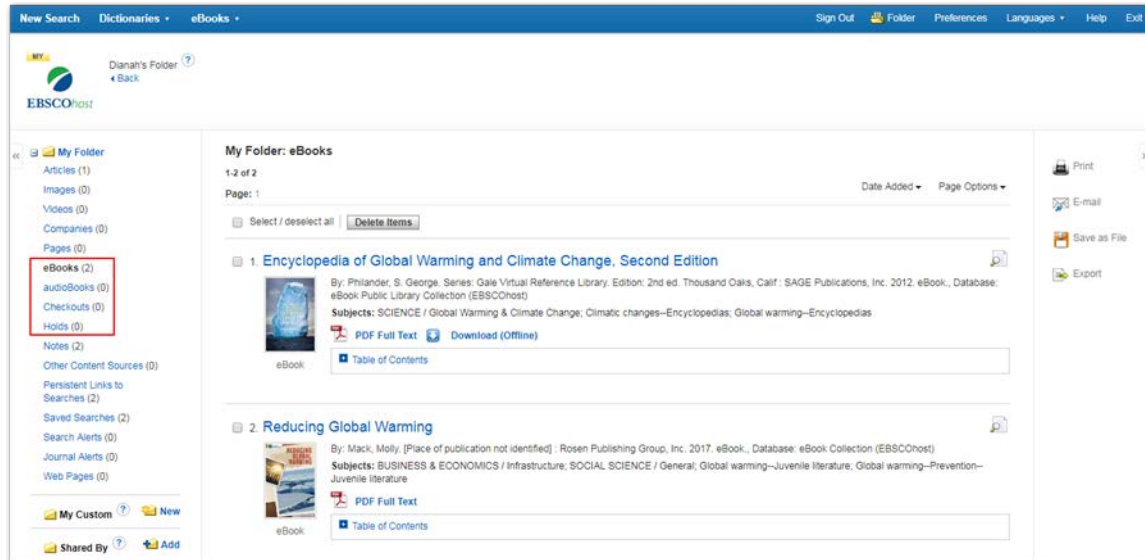 New Search Dictionaries eBooks
Sign Out Folder Preferences Languages Help Exit
MY
EBSCOhost
Dianah's Folder ?
Back
My Folder
Articles (1)
Images (0)
Videos (0)
Companies (0)
Pages (0)
eBooks (2)
audioBooks (0)
Checkouts (0)
Holds (0)
Notes (2)
Other Content Sources (0)
Persistent Links to
Searches (2)
Saved Searches (2)
Search Alerts (0)
Journal Alerts (0)
Web Pages (0)
My Custom ? New
Shared By ? Add
My Folder: eBooks
1-2 of 2
Page: 1
Date Added Page Options
Select / deselect all Delete Items
1. Encyclopedia of Global Warming and Climate Change, Second Edition
By: Philander, S. George. Series: Gale Virtual Reference Library. Edition: 2nd ed. Thousand Oaks, Calif : SAGE Publications, Inc. 2012. eBook., Database:
eBook Public Library Collection (EBSCOhost)
Subjects: SCIENCE / Global Warming & Climate Change; Climatic changes--Encyclopedias; Global warming--Encyclopedias
PDF Full Text Download (Offline)
eBook
Table of Contents
2. Reducing Global Warming
By: Mack, Molly. [Place of publication not identified] : Rosen Publishing Group, Inc. 2017. eBook., Database: eBook Collection (EBSCOhost)
Subjects: BUSINESS & ECONOMICS / Infrastructure; SOCIAL SCIENCE / General; Global warming--Juvenile literature; Global warming--Prevention--
Juvenile literature
REDUCING
GLOBAL
WARMING
PDF Full Text
eBook
Table of Contents
Print
E-mail
Save as File
Export